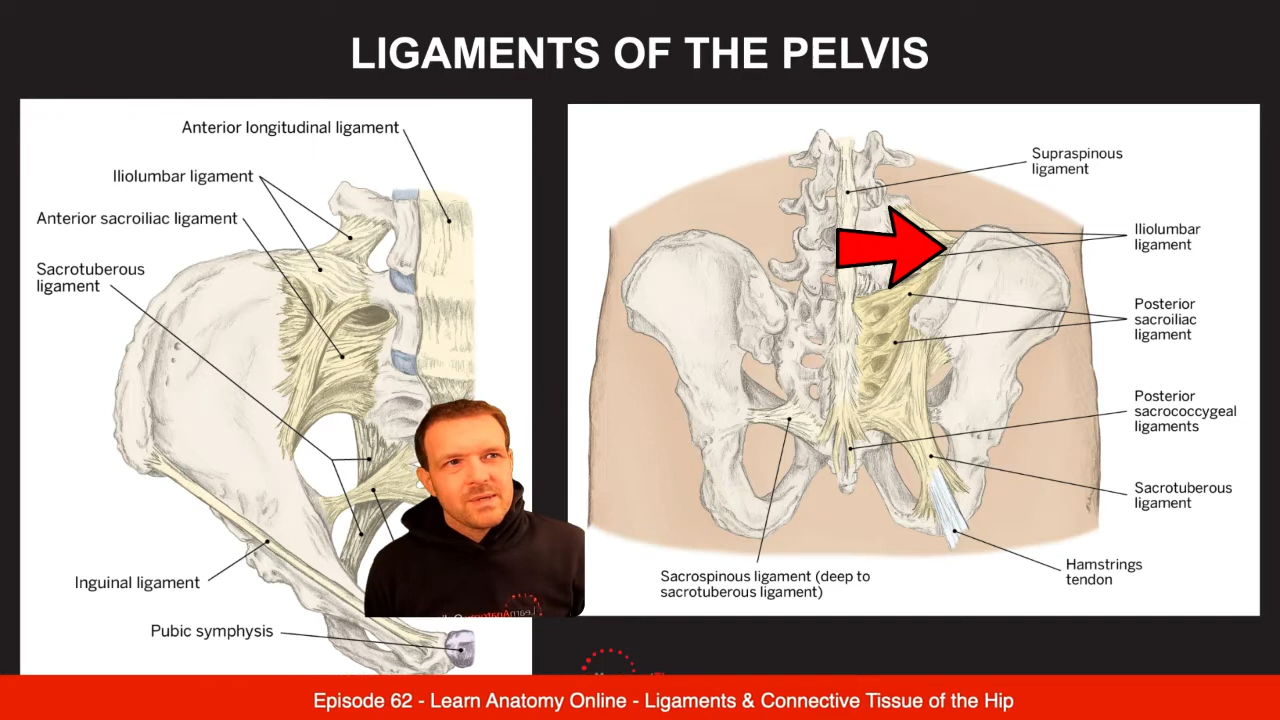 LIGAMENTS OF THE PELVIS
Anterior longitudinal ligament
Iliolumbar ligament
Anterior sacroiliac ligament
Sacrotuberous
ligament
Inguinal ligament
Pubic symphysis
Supraspinous
ligament
Iliolumbar
ligament
Posterior
sacroiliac
ligament
Posterior
sacrococcygeal
ligaments
Sacrotuberous
ligament
Hamstrings
tendon
Sacrospinous ligament (deep to
sacrotuberous ligament)
Episode 62 - Learn Anatomy Online - Ligaments & Connective Tissue of the Hip